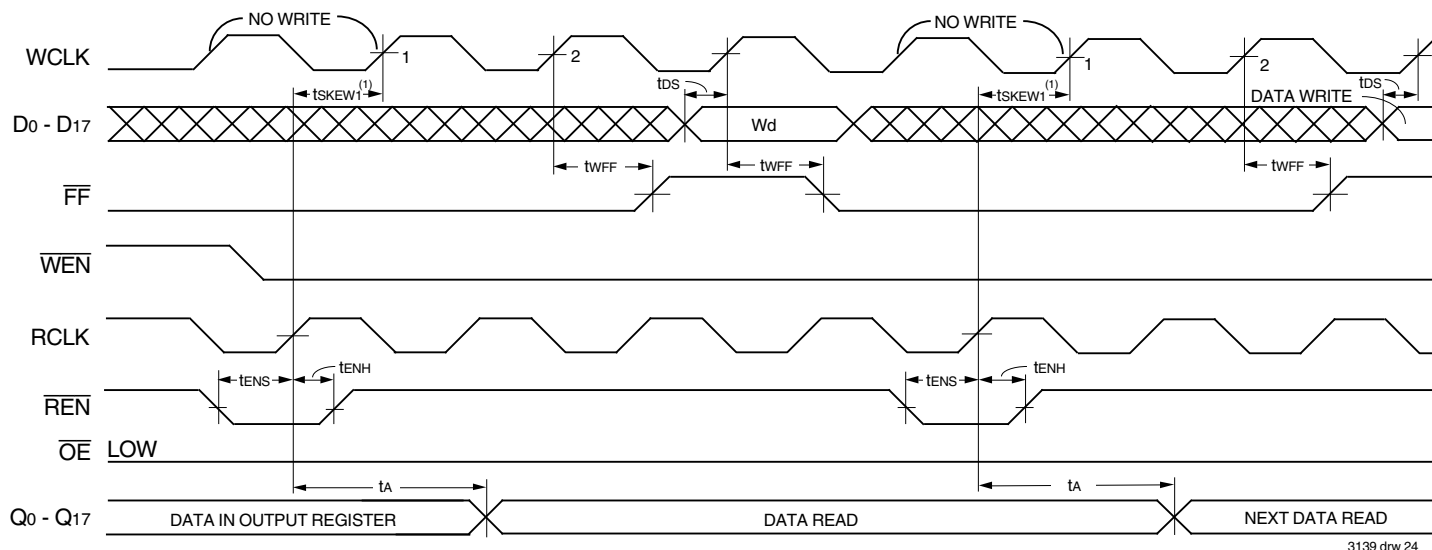 NO WRITE
NO WRITE
WCLK
1
2
1
2
tSKEW1(1)
tDS
tSKEW1(1)
tDS
DATA WRITE
D0 - D17
Wd
tWFF
tWFF
tWFF
FF
WEN
RCLK
tENS
tENH
tENS
tENH
REN
OE LOW
tA
tA
Q0 - Q17
DATA IN OUTPUT REGISTER
DATA READ
NEXT DATA READ
3139 drw 24